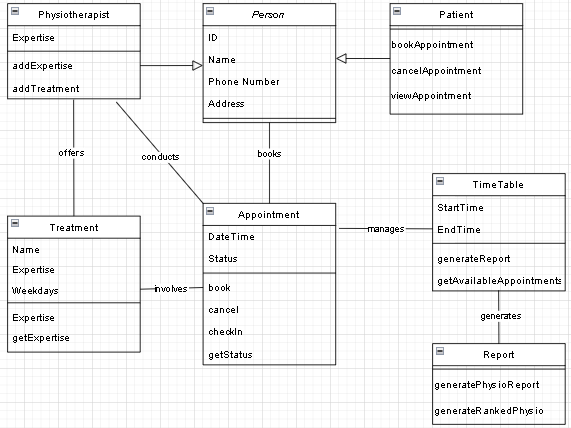 Physiotherapist
Expertise
addExpertise
addTreatment
Person
ID
Name
Phone Number
Address
Patient
bookAppointment
cancelAppointment
viewAppointment
offers
conducts
books
Treatment
Name
Expertise
Weekdays
Expertise
getExpertise
involves
Appointment
DateTime
Status
book
cancel
checkIn
getStatus
manages
TimeTable
StartTime
EndTime
generateReport
getAvailableAppointments
generates
Report
generatePhysioReport
generateRankedPhysio